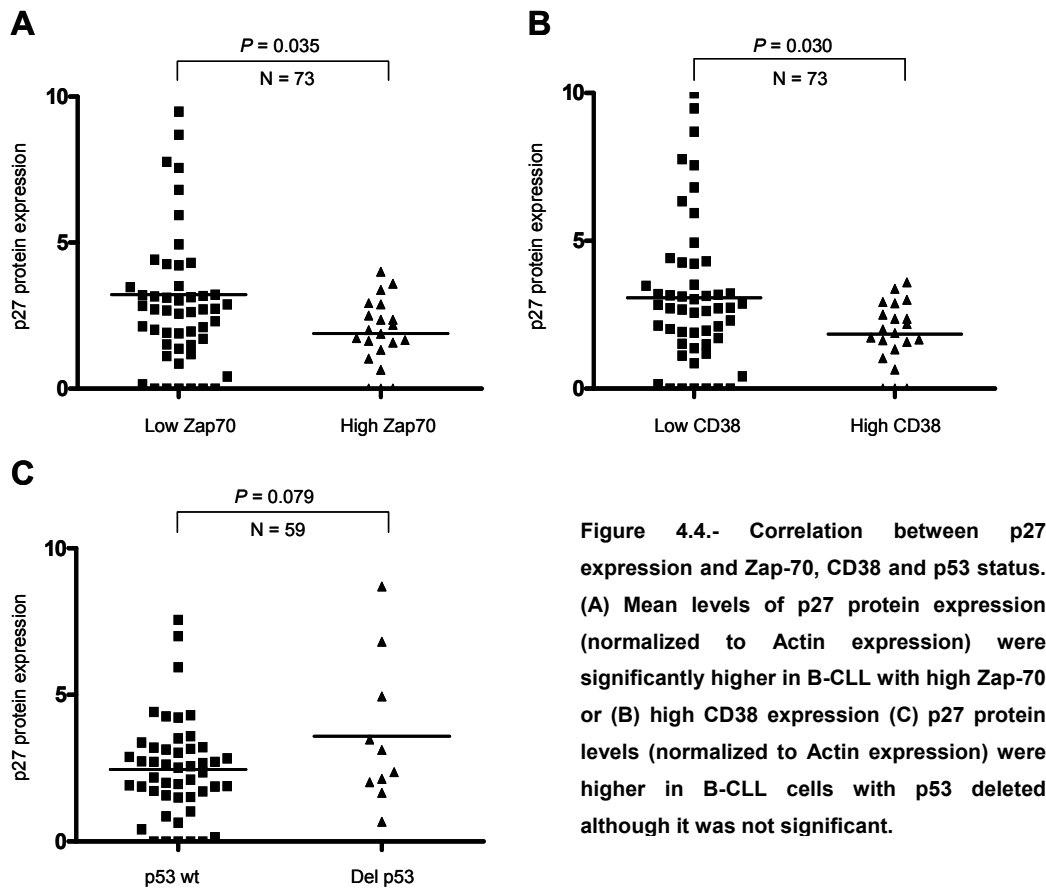 A
P = 0.035
N = 73
p27 protein expression
10
5
0
Low Zap70
High Zap70
B
P = 0.030
N = 73
p27 protein expression
10
5
0
Low CD38
High CD38
C
P = 0.079
N = 59
p27 protein expression
10
5
0
p53 wt
Del p53
Figure 4.4.- Correlation between p27
expression and Zap-70, CD38 and p53 status.
(A) Mean levels of p27 protein expression
(normalized to Actin expression) were
significantly higher in B-CLL with high Zap-70
or (B) high CD38 expression (C) p27 protein
levels (normalized to Actin expression) were
higher in B-CLL cells with p53 deleted
although it was not significant.